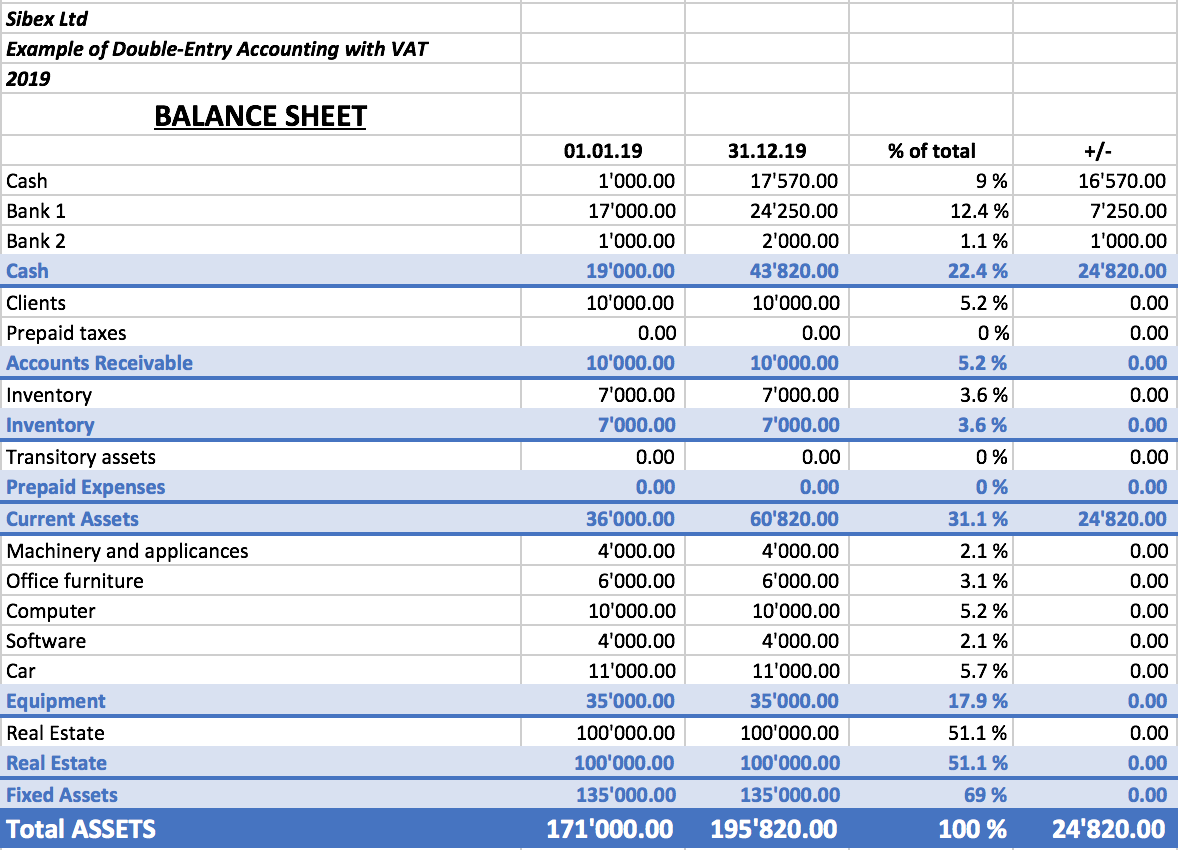 Sibex Ltd
Example of Double-Entry Accounting with VAT
2019
BALANCE SHEET
01.01.19 31.12.19 % of total +/-
Cash 1'000.00 17'570.00 9 % 16'570.00
Bank 1 17'000.00 24'250.00 12.4 % 7'250.00
Bank 2 1'000.00 2'000.00 1.1 % 1'000.00
Cash 19'000.00 43'820.00 22.4 % 24'820.00
Clients 10'000.00 10'000.00 5.2 % 0.00
Prepaid taxes 0.00 0.00 0 % 0.00
Accounts Receivable 10'000.00 10'000.00 5.2 % 0.00
Inventory 7'000.00 7'000.00 3.6 % 0.00
Inventory 7'000.00 7'000.00 3.6 % 0.00
Transitory assets 0.00 0.00 0 % 0.00
Prepaid Expenses 0.00 0.00 0 % 0.00
Current Assets 36'000.00 60'820.00 31.1 % 24'820.00
Machinery and applicances 4'000.00 4'000.00 2.1 % 0.00
Office furniture 6'000.00 6'000.00 3.1 % 0.00
Computer 10'000.00 10'000.00 5.2 % 0.00
Software 4'000.00 4'000.00 2.1 % 0.00
Car 11'000.00 11'000.00 5.7 % 0.00
Equipment 35'000.00 35'000.00 17.9 % 0.00
Real Estate 100'000.00 100'000.00 51.1 % 0.00
Real Estate 100'000.00 100'000.00 51.1 % 0.00
Fixed Assets 135'000.00 135'000.00 69 % 0.00
Total ASSETS 171'000.00 195'820.00 100 % 24'820.00